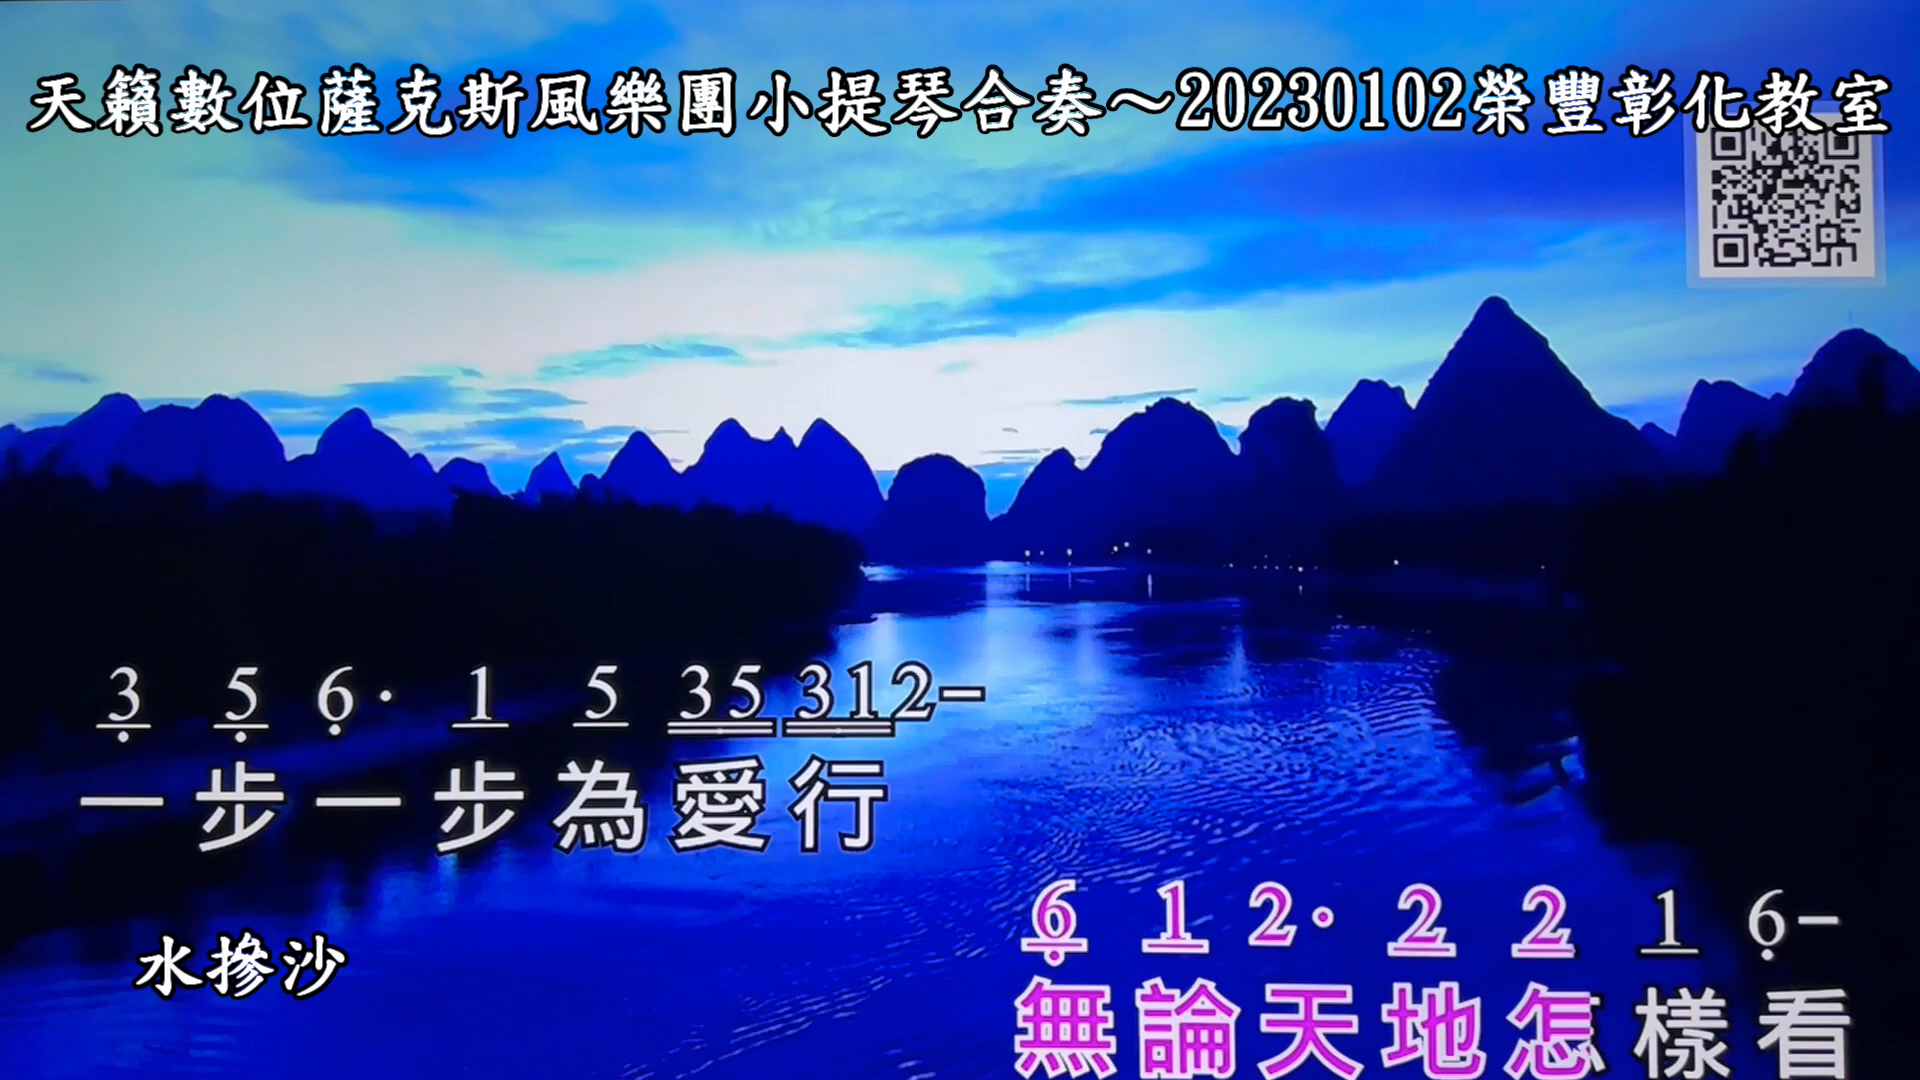 天籟數位薩克斯風樂團小提琴合奏～20230102榮豐彰化教室
3 5 6· 1 5 35 312–
一步一步為愛行
6 1 2· 2 2 1 6–
水摻沙
無論天地怎樣看